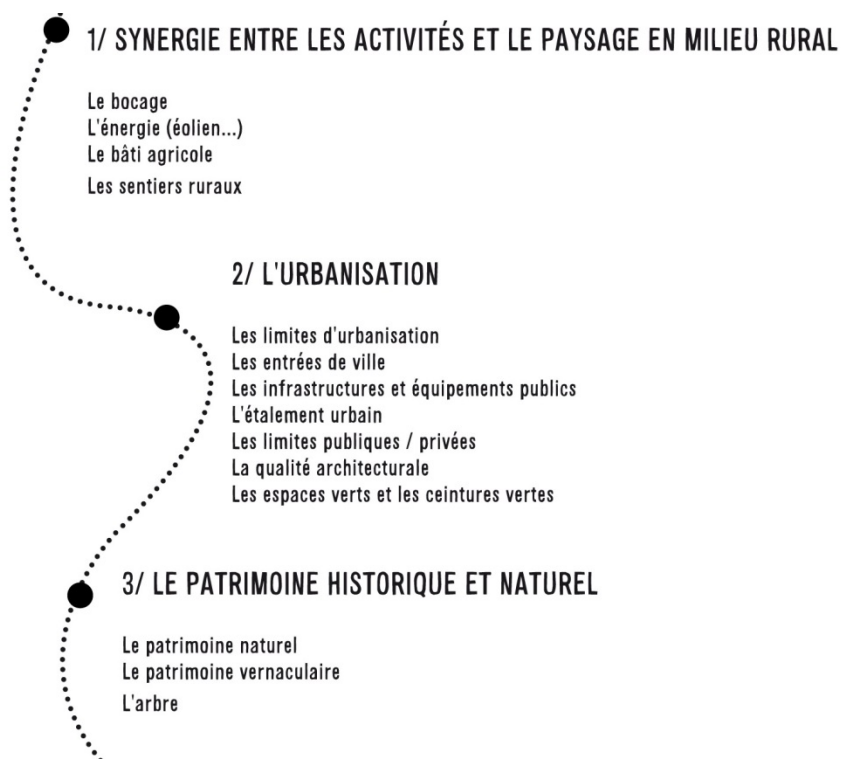 1/ SYNERGIE ENTRE LES ACTIVITÉS ET LE PAYSAGE EN MILIEU RURAL
Le bocage
L'énergie (éolien...)
Le bâti agricole
Les sentiers ruraux
2/ L'URBANISATION
Les limites d'urbanisation
Les entrées de ville
Les infrastructures et équipements publics
L'étalement urbain
Les limites publiques / privées
La qualité architecturale
Les espaces verts et les ceintures vertes
3/ LE PATRIMOINE HISTORIQUE ET NATUREL
Le patrimoine naturel
Le patrimoine vernaculaire
L'arbre